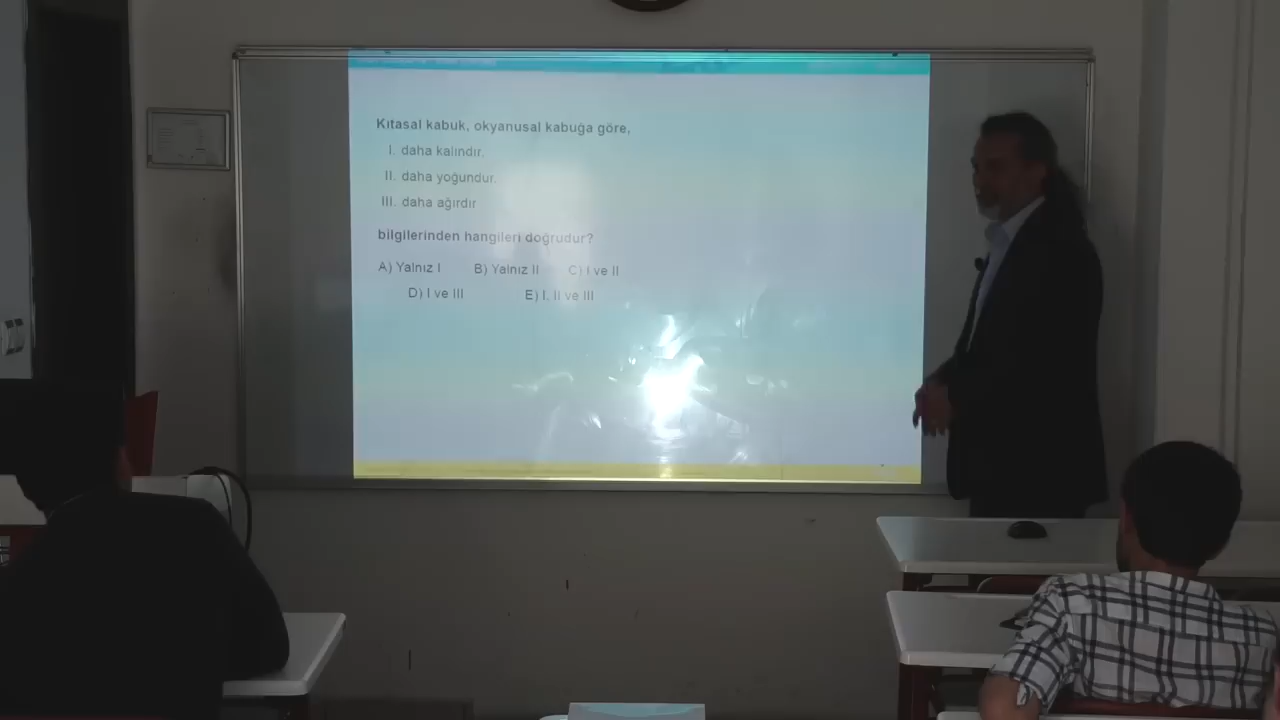 Kıtasal kabuk, okyanusal kabuğa göre,
I. daha kalındır.
II. daha yoğundur.
III. daha ağırdır
bilgilerinden hangileri doğrudur?
A) Yalnız I B) Yalnız II C) I ve II
D) I ve III E) I, II ve III